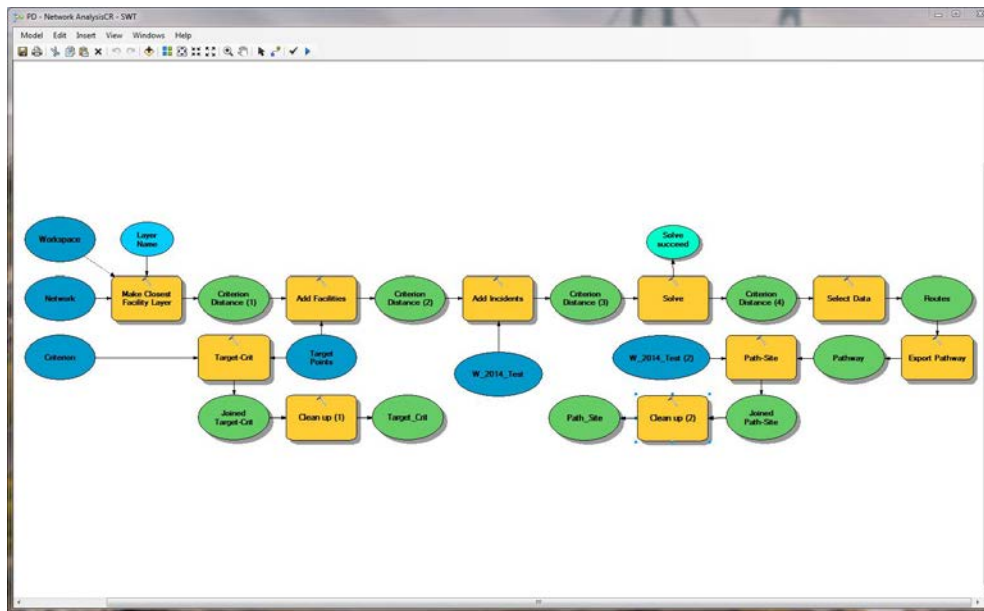 PD - Network AnalysisCR - SWT
Model Edit Insert View Windows Help
Workspace
Layer
Name
Solve
succeed
Network
Make Closest
Facility Layer
Criterion
Distance (1)
Add Facilities
Criterion
Distance (2)
Add Incidents
Criterion
Distance (3)
Solve
Criterion
Distance (4)
Select Data
Routes
Criterion
Target-Crit
Target
Points
W_2014_Test
W_2014_Test (2)
Path-Site
Pathway
Export Pathway
Joined
Target-Crit
Clean up (1)
Target_Crit
Path_Site
Clean up (2)
Joined
Path-Site